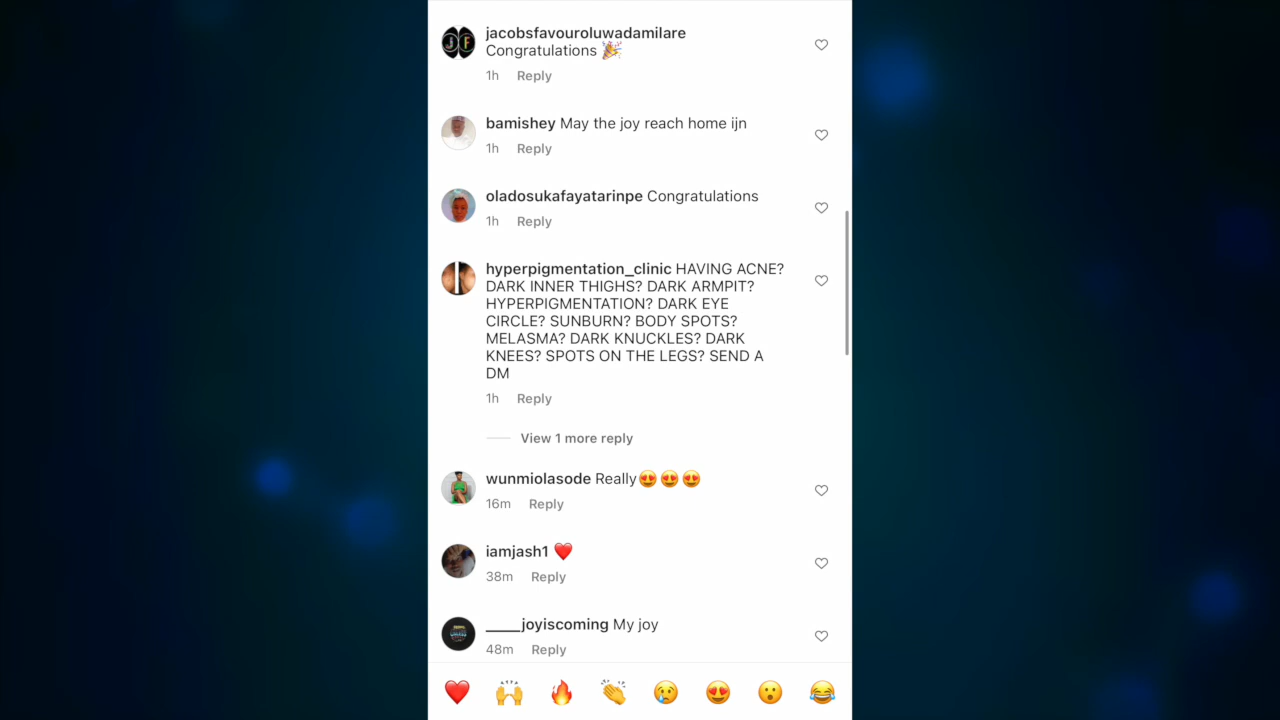 jacobsfavouroluwadamilare
Congratulations 🎉
1h Reply
bamishey May the joy reach home ijn
1h Reply
oladosukafayatarinpe Congratulations
1h Reply
hyperpigmentation_clinic HAVING ACNE?
DARK INNER THIGHS? DARK ARMPIT?
HYPERPIGMENTATION? DARK EYE
CIRCLE? SUNBURN? BODY SPOTS?
MELASMA? DARK KNUCKLES? DARK
KNEES? SPOTS ON THE LEGS? SEND A
DM
1h Reply
View 1 more reply
wunmiolasode Really😍😍😍
16m Reply
iamjash1 ❤️
38m Reply
_____joyiscoming My joy
48m Reply
❤️ 🙌 🔥 👏 😢 😍 😮 😂